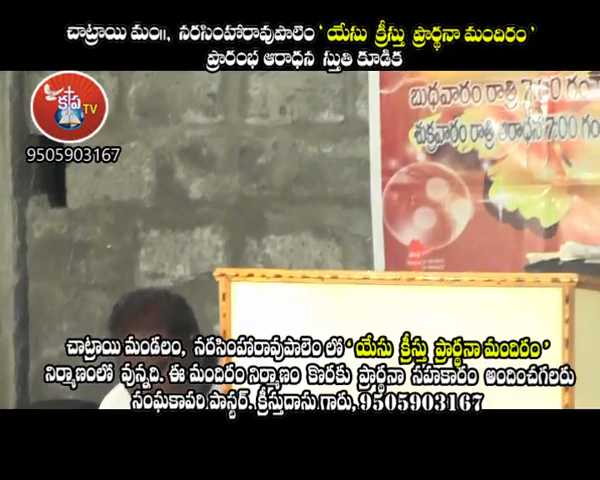 చాట్రాయి మం॥, నరసింహారావుపాలెం ‘ యేసు క్రీస్తు ప్రార్థనా మందిరం ’
ప్రారంభ ఆరాధన స్తుతి కూడిక
కృప TV
9505903167
బుధవారం రాత్రి 7:00 గం
శుక్రవారం రాత్రి ఆరాధన 7:00 గం
చాట్రాయి మండలం, నరసింహారావుపాలెం లో ‘ యేసు క్రీస్తు ప్రార్థనా మందిరం ’
నిర్మాణంలో వున్నది. ఈ మందిరం నిర్మాణం కొరకు ప్రార్థనా సహకారం అందించగలరు
సంఘకాపరి పాస్టర్. క్రీస్తుదాసు గారు, 9505903167